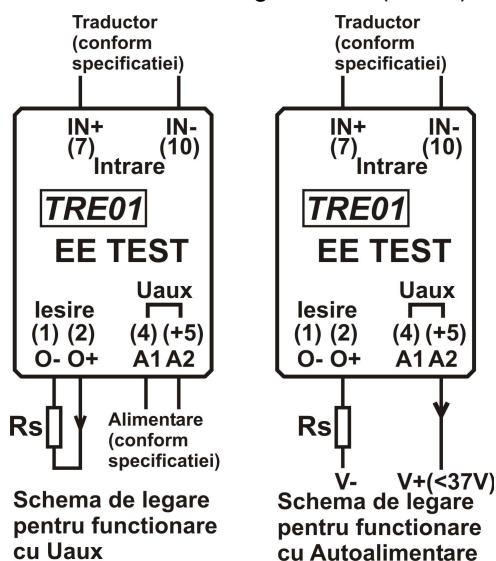 Traductor
(conform
specificatiei)
IN+ IN-
(7) (10)
Intrare
TRE01
EE TEST
Uaux
Iesire
(1) (2) (4) (+5)
O- O+ A1 A2
Rs
Alimentare
(conform
specificatiei)
Schema de legare
pentru functionare
cu Uaux
Traductor
(conform
specificatiei)
IN+ IN-
(7) (10)
Intrare
TRE01
EE TEST
Uaux
Iesire
(1) (2) (4) (+5)
O- O+ A1 A2
Rs
V- V+(<37V)
Schema de legare
pentru functionare
cu Autoalimentare